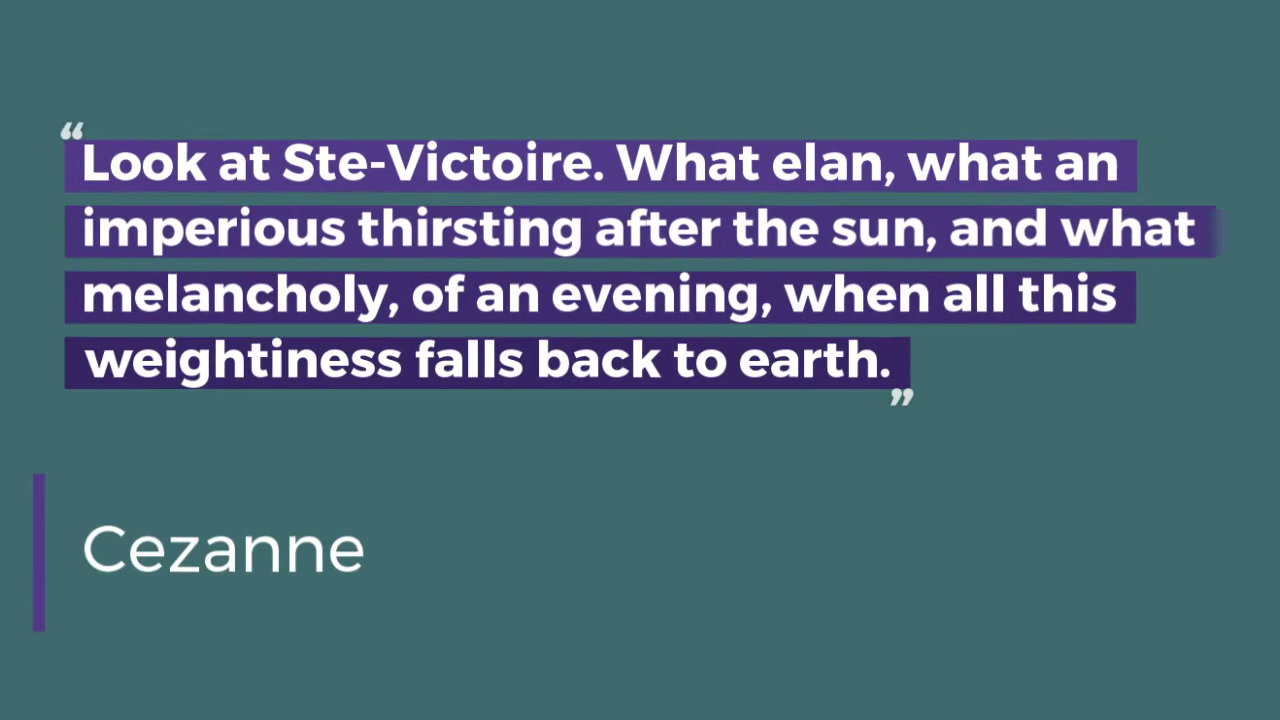 “Look at Ste-Victoire. What elan, what an
imperious thirsting after the sun, and what
melancholy, of an evening, when all this
weightiness falls back to earth.”
Cezanne